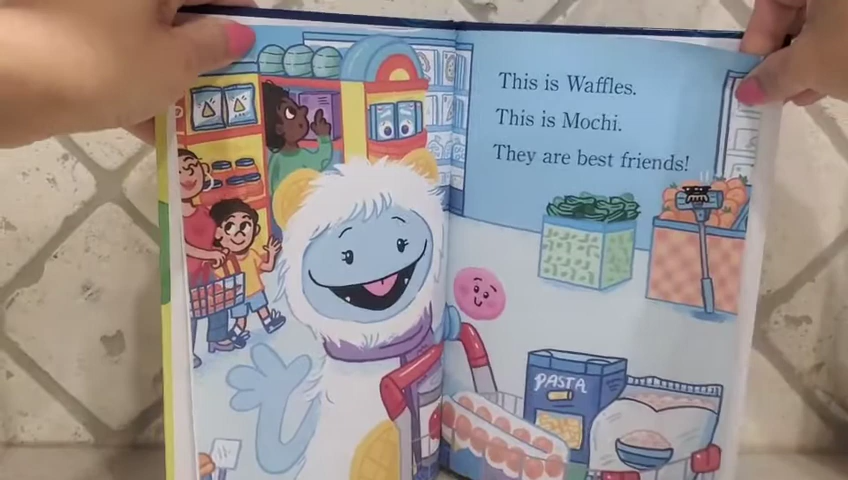 This is Waffles.
This is Mochi.
They are best friends!
PASTA